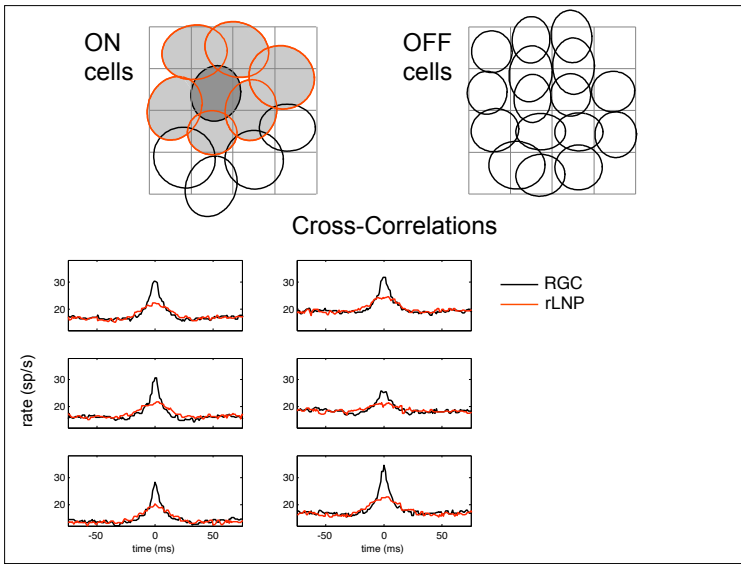 ON
cells
OFF
cells
Cross-Correlations
RGC
rLNP
rate (sp/s)
30
20
30
20
30
20
30
20
30
20
30
20
-50 0 50
time (ms)
-50 0 50
time (ms)